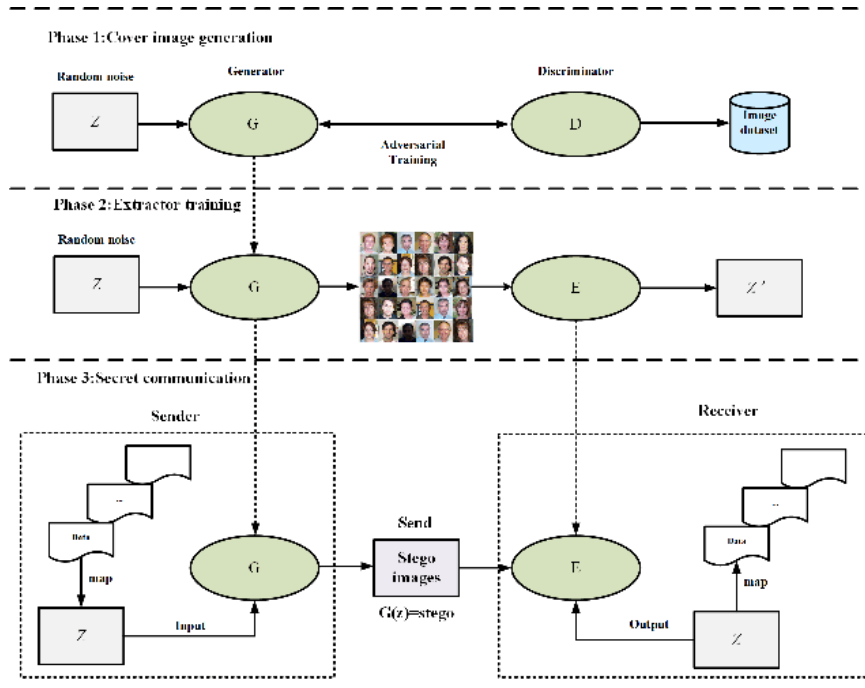 Phase 1:Cover image generation
Generator
Discriminator
Random noise
Z
G
D
Image
dataset
Adversarial
Training
Phase 2:Extractor training
Random noise
Z
G
E
Z'
Phase 3:Secret communication
Sender
Receiver
...
...
Data
Data
Send
G
Stego
images
E
map
map
G(z)=stego
Z
Input
Output
Z